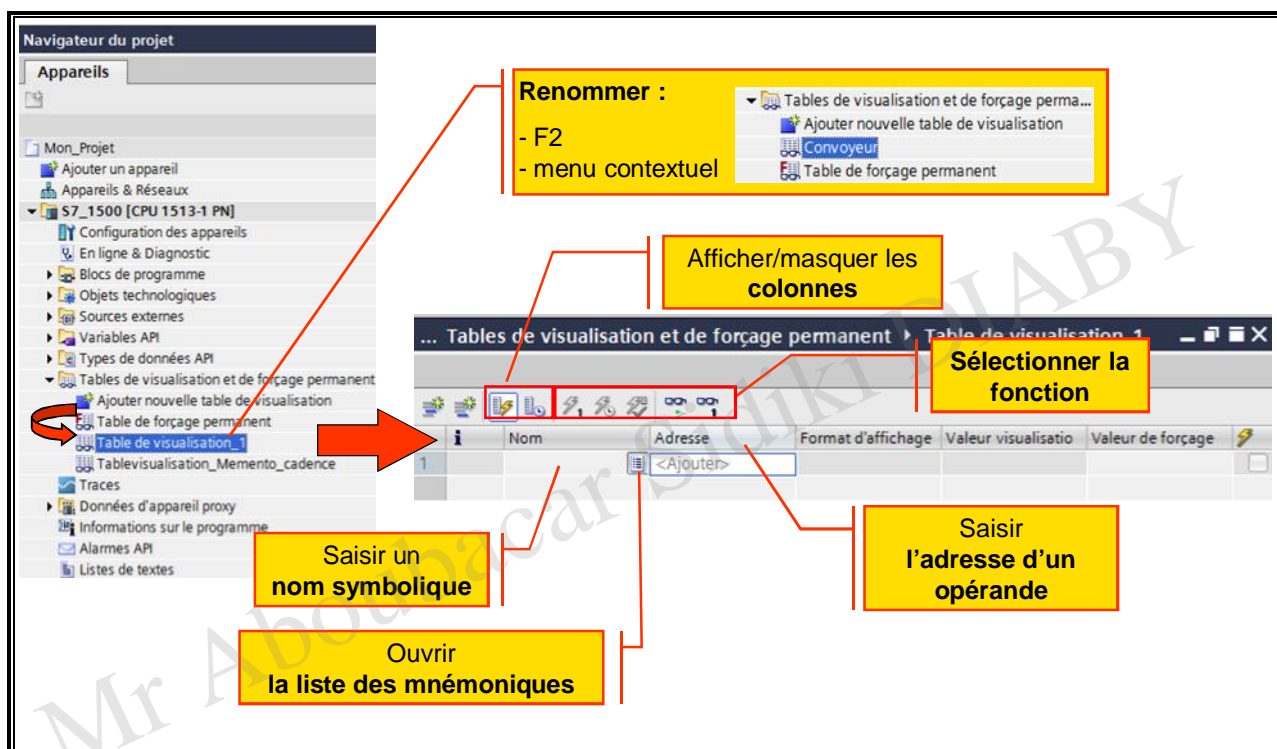 Navigateur du projet
Appareils
Mon_Projet
Ajouter un appareil
Appareils & Réseaux
S7_1500 [CPU 1513-1 PN]
Configuration des appareils
En ligne & Diagnostic
Blocs de programme
Objets technologiques
Sources externes
Variables API
Types de données API
Tables de visualisation et de forçage permanent
Ajouter nouvelle table de visualisation
Table de forçage permanent
Table de visualisation_1
Tablevisualisation_Memento_cadence
Traces
Données d'appareil proxy
Informations sur le programme
Alarmes API
Listes de textes
Renommer :
- F2
- menu contextuel
Tables de visualisation et de forçage perma...
Ajouter nouvelle table de visualisation
Convoyeur
Table de forçage permanent
Afficher/masquer les
colonnes
... Tables de visualisation et de forçage permanent Table de visualisation_1
Sélectionner la
fonction
i Nom Adresse Format d'affichage Valeur visualisatio Valeur de forçage
1 <Ajouter>
Saisir un
nom symbolique
Saisir
l'adresse d'un
opérande
Ouvrir
la liste des mnémoniques
Mr Aboubacar Sidiki DIABY